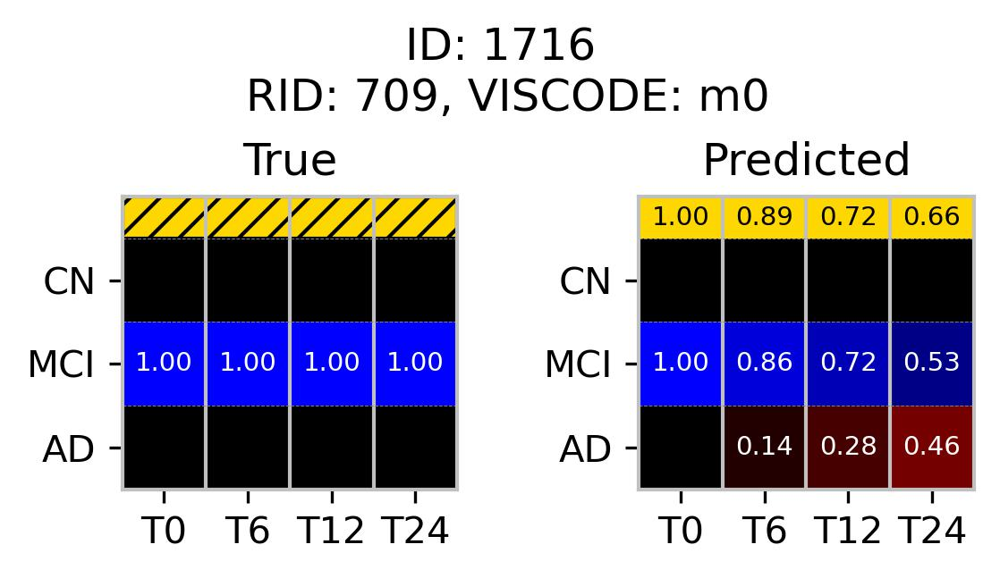 ID: 1716
RID: 709, VISCODE: m0
True
Predicted
1.00 0.89 0.72 0.66
CN
CN
MCI 1.00 1.00 1.00 1.00
MCI 1.00 0.86 0.72 0.53
AD
AD 0.14 0.28 0.46
T0 T6 T12 T24
T0 T6 T12 T24